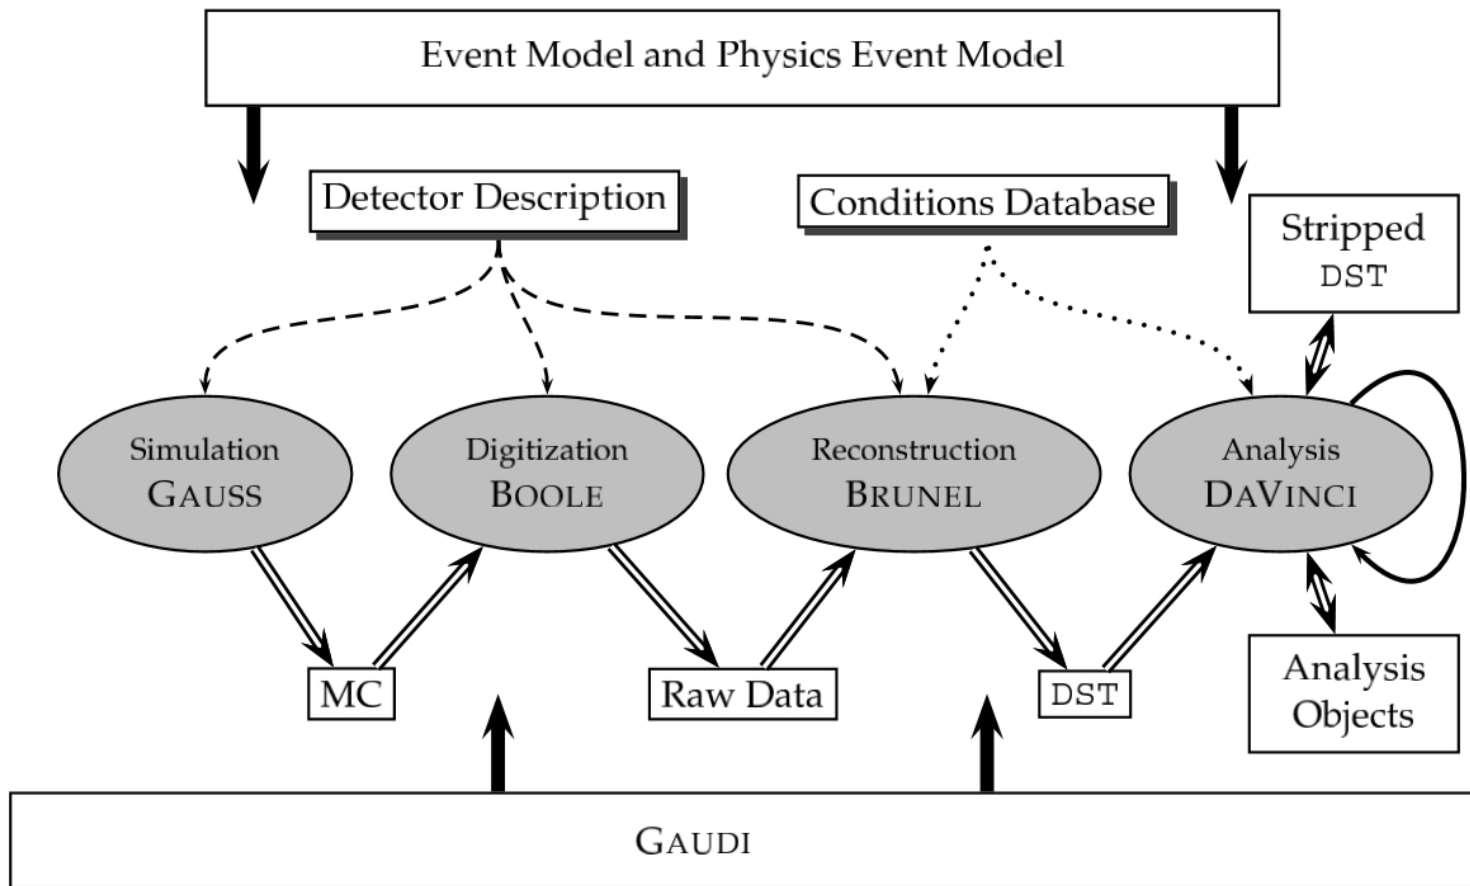 Event Model and Physics Event Model
Detector Description
Conditions Database
Stripped
DST
Simulation
GAUSS
Digitization
BOOLE
Reconstruction
BRUNEL
Analysis
DAVINCI
MC
Raw Data
DST
Analysis
Objects
GAUDI